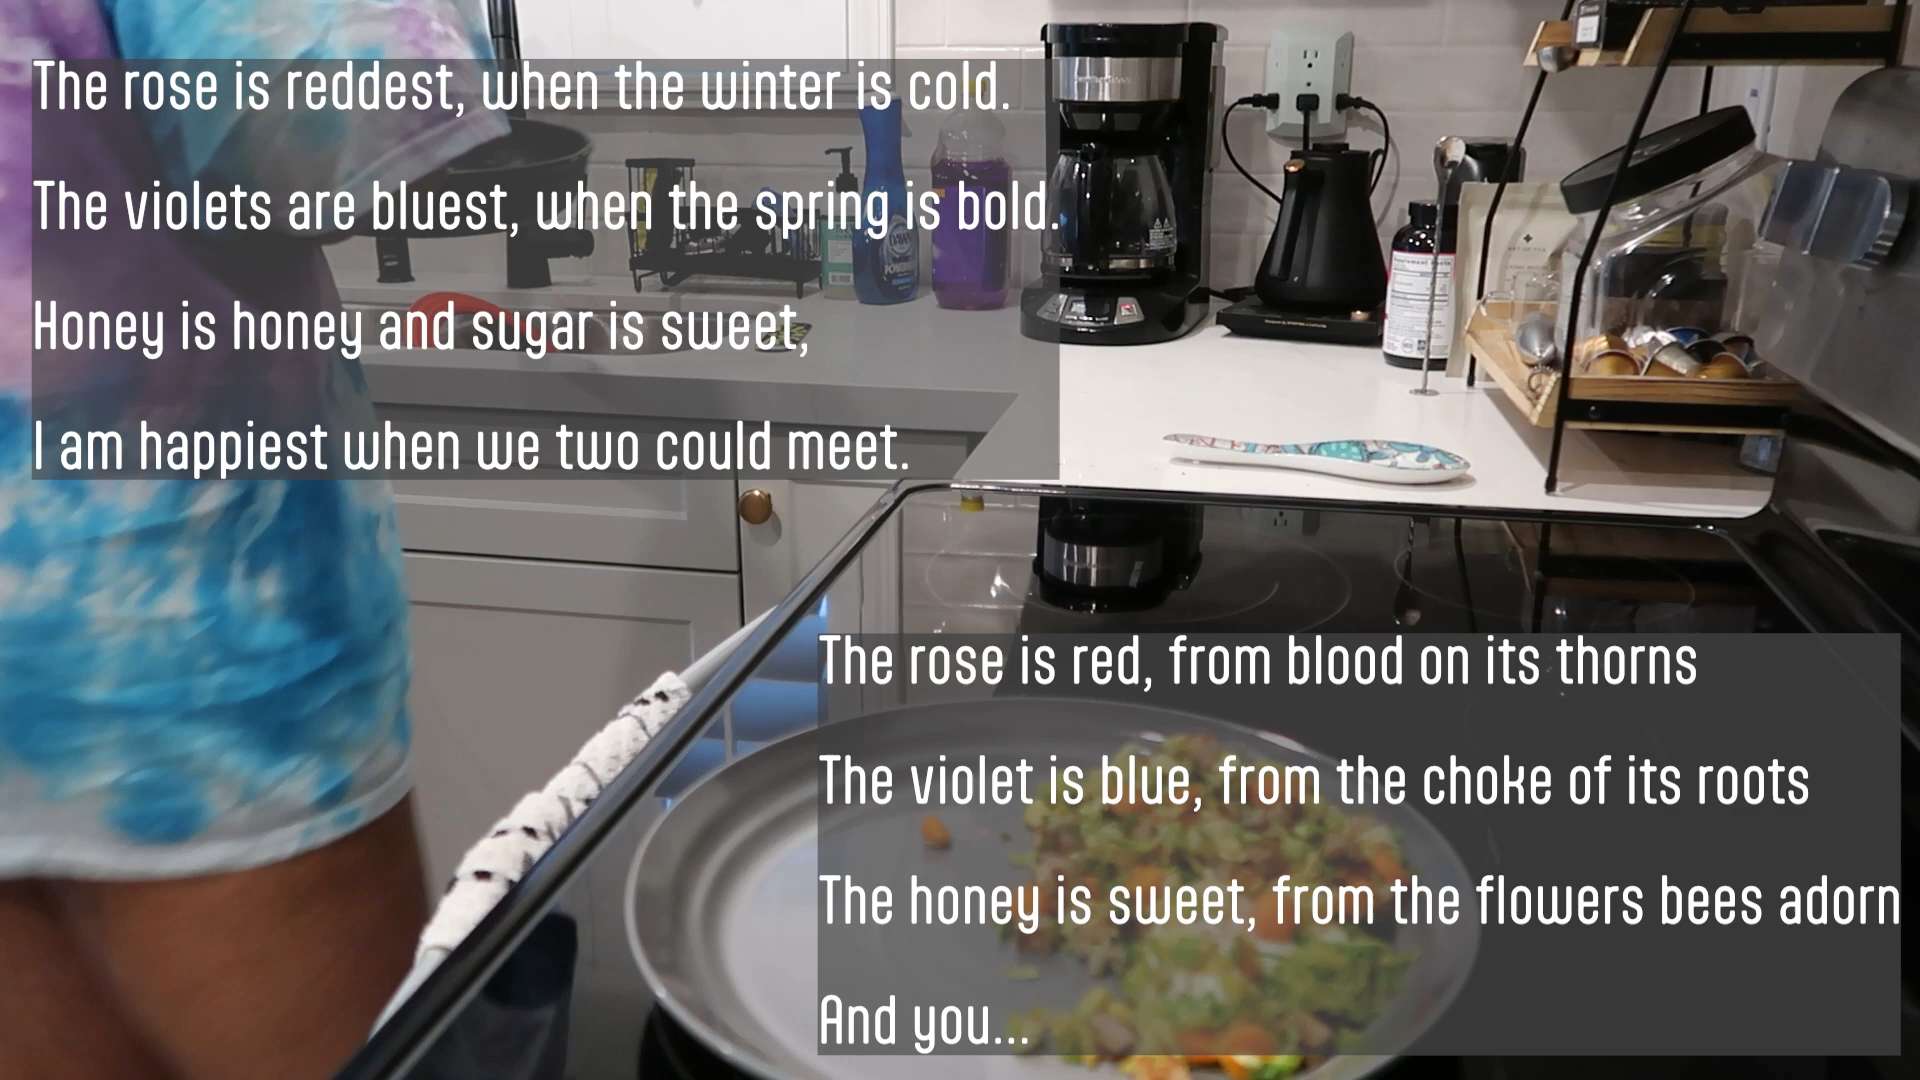 The rose is reddest, when the winter is cold.
The violets are bluest, when the spring is bold.
Honey is honey and sugar is sweet,
I am happiest when we two could meet.
DAWN
The rose is red, from blood on its thorns
The violet is blue, from the choke of its roots
The honey is sweet, from the flowers bees adorn
And you...